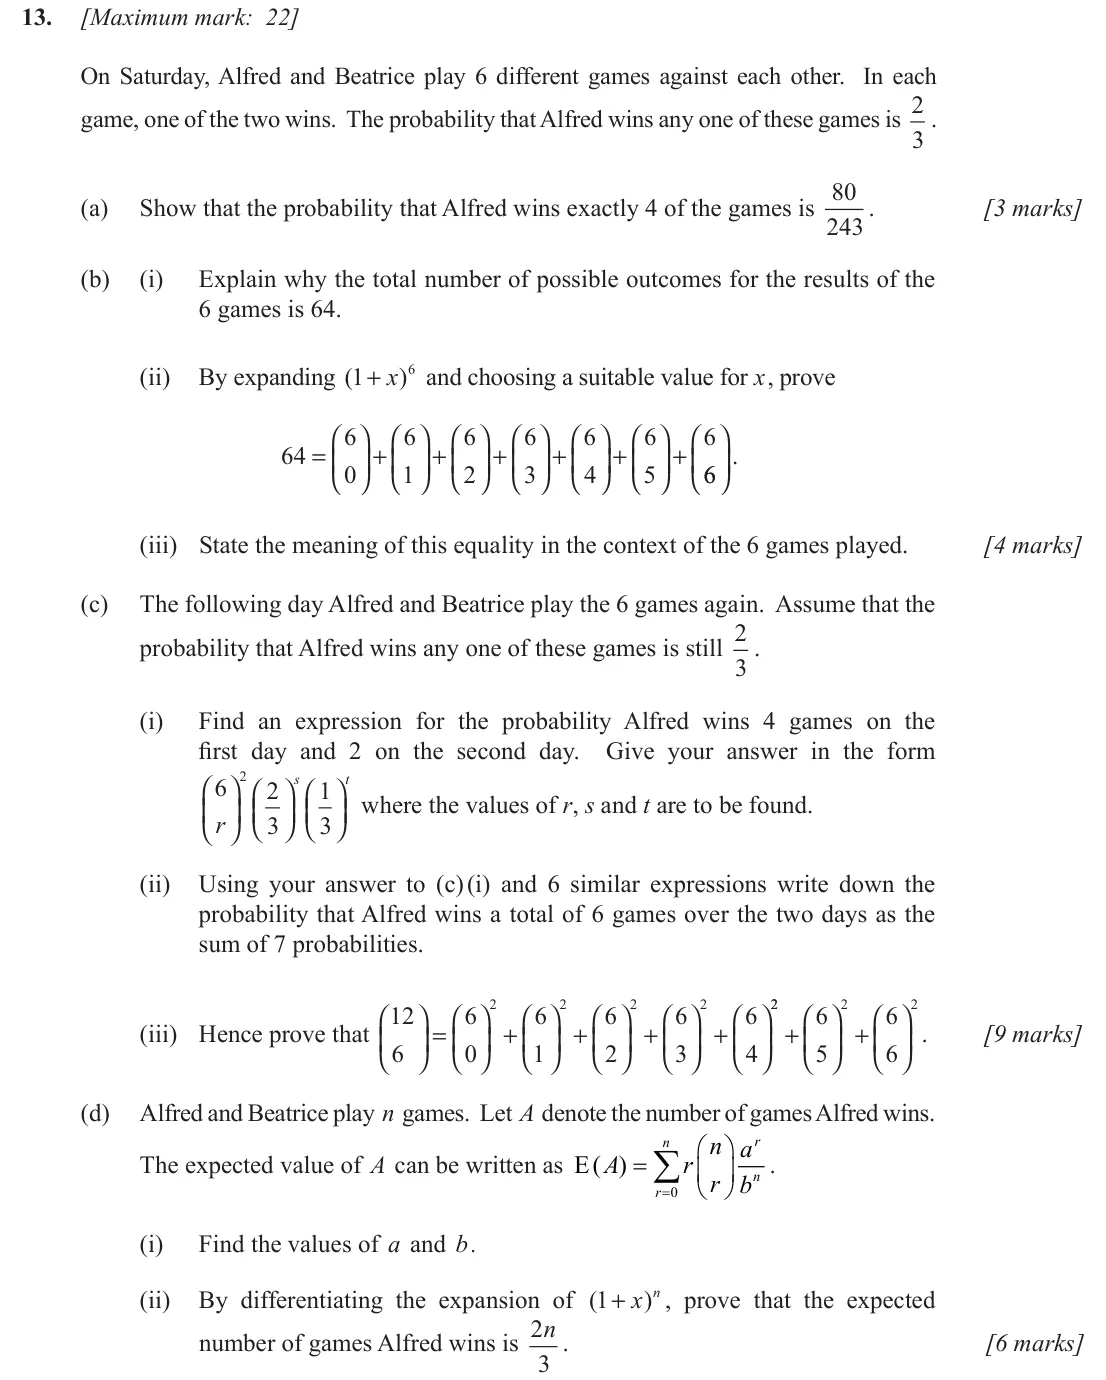 13. [Maximum mark: 22]
On Saturday, Alfred and Beatrice play 6 different games against each other. In each
game, one of the two wins. The probability that Alfred wins any one of these games is 2/3.
(a) Show that the probability that Alfred wins exactly 4 of the games is 80/243. [3 marks]
(b) (i) Explain why the total number of possible outcomes for the results of the
6 games is 64.
(ii) By expanding (1 + x)^6 and choosing a suitable value for x, prove
64 = (6 0) + (6 1) + (6 2) + (6 3) + (6 4) + (6 5) + (6 6).
(iii) State the meaning of this equality in the context of the 6 games played. [4 marks]
(c) The following day Alfred and Beatrice play the 6 games again. Assume that the
probability that Alfred wins any one of these games is still 2/3.
(i) Find an expression for the probability Alfred wins 4 games on the
first day and 2 on the second day. Give your answer in the form
(6 r)^2 (2/3)^s (1/3)^t where the values of r, s and t are to be found.
(ii) Using your answer to (c)(i) and 6 similar expressions write down the
probability that Alfred wins a total of 6 games over the two days as the
sum of 7 probabilities.
(iii) Hence prove that (12 6) = (6 0)^2 + (6 1)^2 + (6 2)^2 + (6 3)^2 + (6 4)^2 + (6 5)^2 + (6 6)^2. [9 marks]
(d) Alfred and Beatrice play n games. Let A denote the number of games Alfred wins.
The expected value of A can be written as E(A) = ∑_{r=0}^{n} r (n r) a^r/b^n.
(i) Find the values of a and b.
(ii) By differentiating the expansion of (1 + x)^n, prove that the expected
number of games Alfred wins is 2n/3. [6 marks]